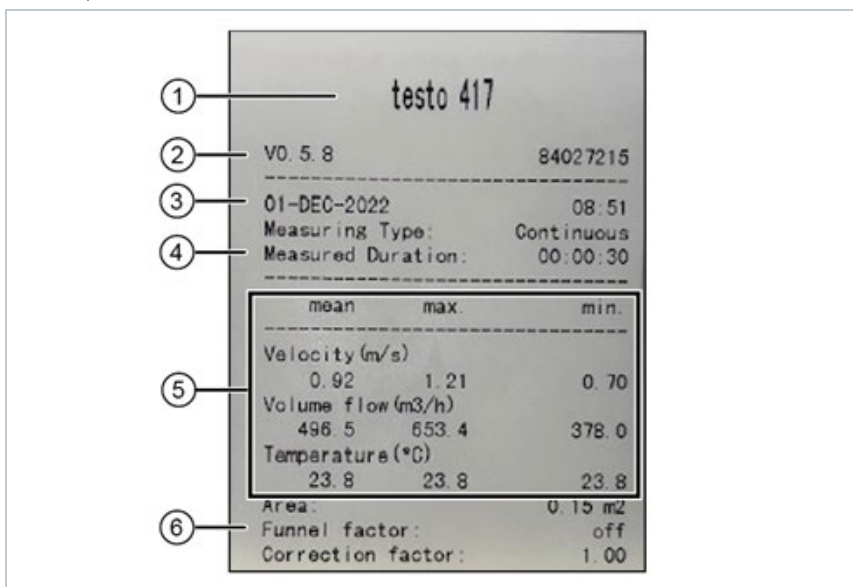 testo 417
① 
② V0.5.8 84027215
③ 01-DEC-2022 08:51
Measuring Type: Continuous
④ Measured Duration: 00:00:30
mean max. min.
Velocity(m/s)
0.92 1.21 0.70
⑤
Volume flow(m3/h)
496.5 653.4 378.0
Temperature(°C)
23.8 23.8 23.8
Area: 0.15 m2
⑥ Funnel factor: off
Correction factor: 1.00